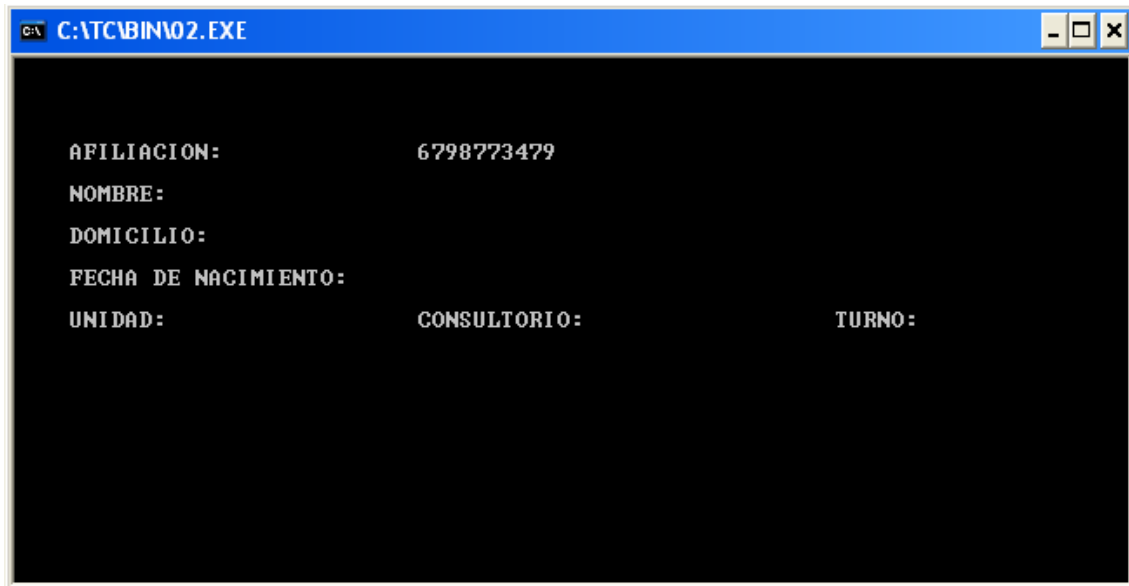 C:\TC\BIN\02.EXE
AFILIACION: 6798773479
NOMBRE:
DOMICILIO:
FECHA DE NACIMIENTO:
UNIDAD: CONSULTORIO: TURNO: